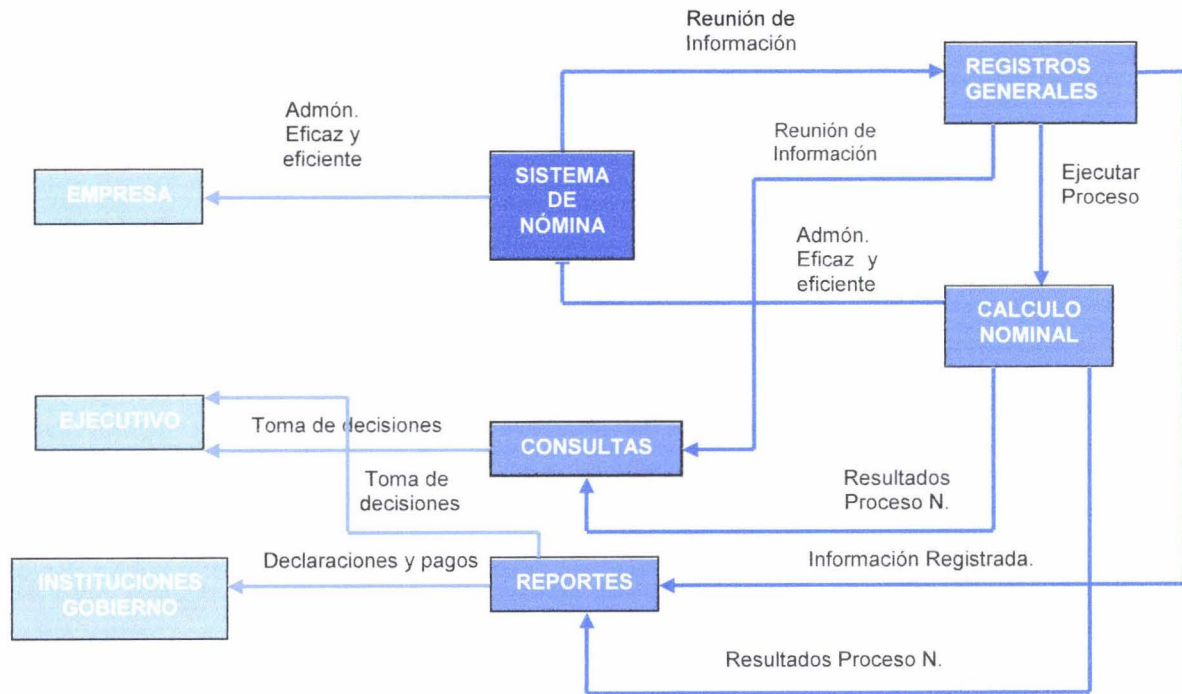 Reunión de
Información
REGISTROS
GENERALES
Admón.
Eficaz y
eficiente
Reunión de
Información
EMPRESA
SISTEMA
DE
NÓMINA
Ejecutar
Proceso
Admón.
Eficaz y
eficiente
CALCULO
NOMINAL
EJECUTIVO
Toma de decisiones
CONSULTAS
Toma de
decisiones
Resultados
Proceso N.
Declaraciones y pagos
Información Registrada.
INSTITUCIONES
GOBIERNO
REPORTES
Resultados Proceso N.